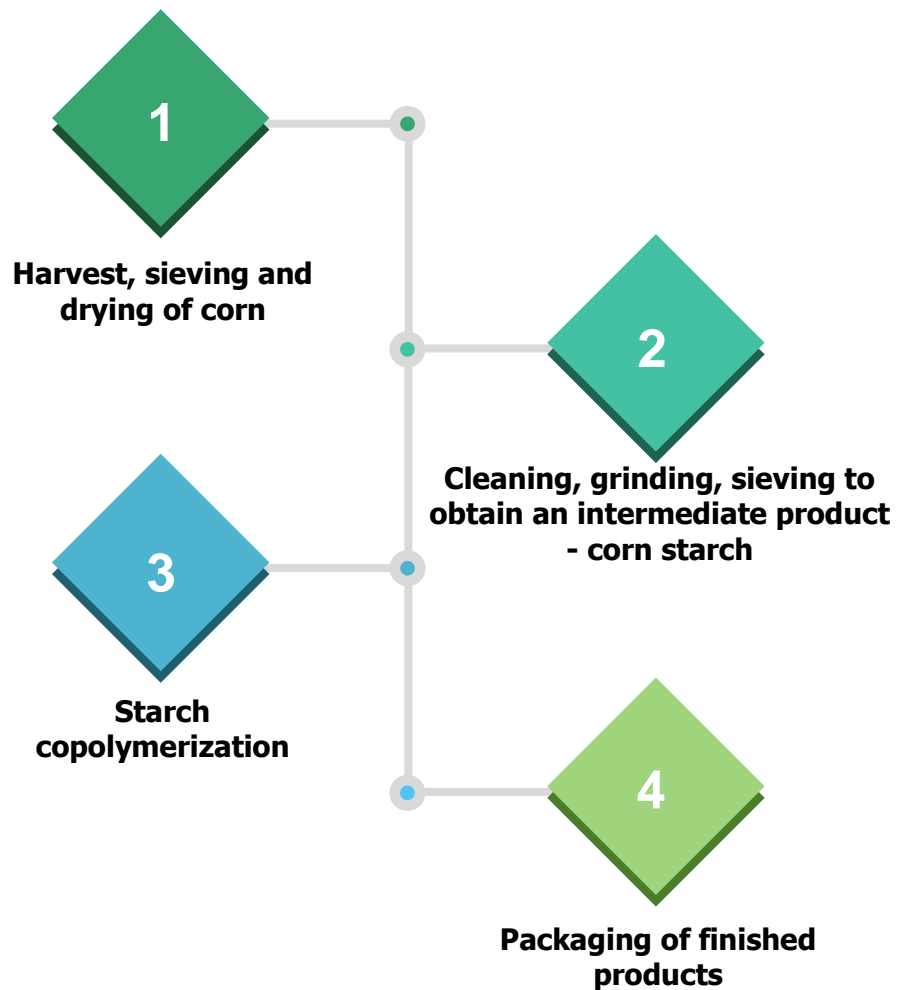 1
Harvest, sieving and
drying of corn
2
Cleaning, grinding, sieving to
obtain an intermediate product
- corn starch
3
Starch
copolymerization
4
Packaging of finished
products